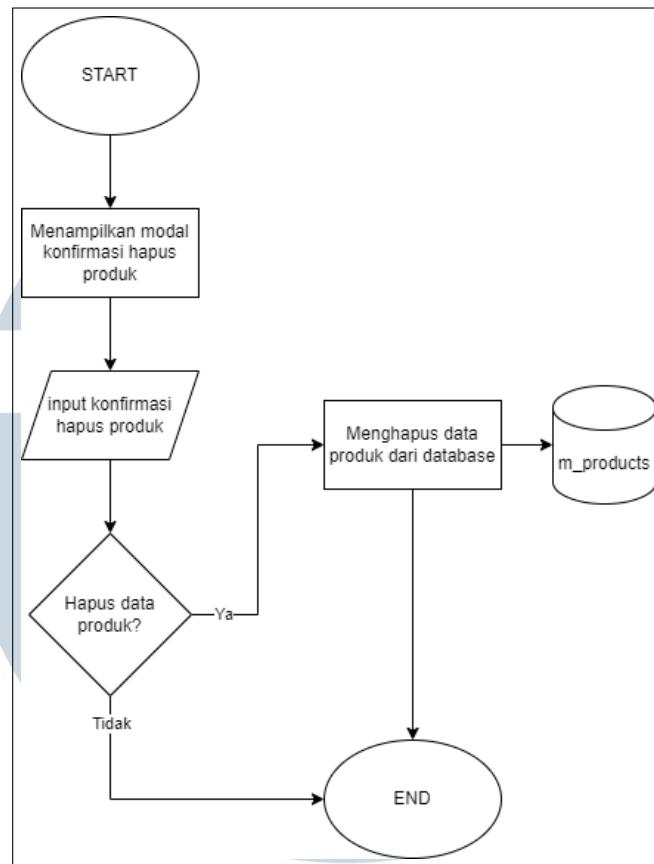 START
Menampilkan modal
konfirmasi hapus
produk
input konfirmasi
hapus produk
Menghapus data
produk dari database
m_products
Hapus data
produk?
Ya
Tidak
END